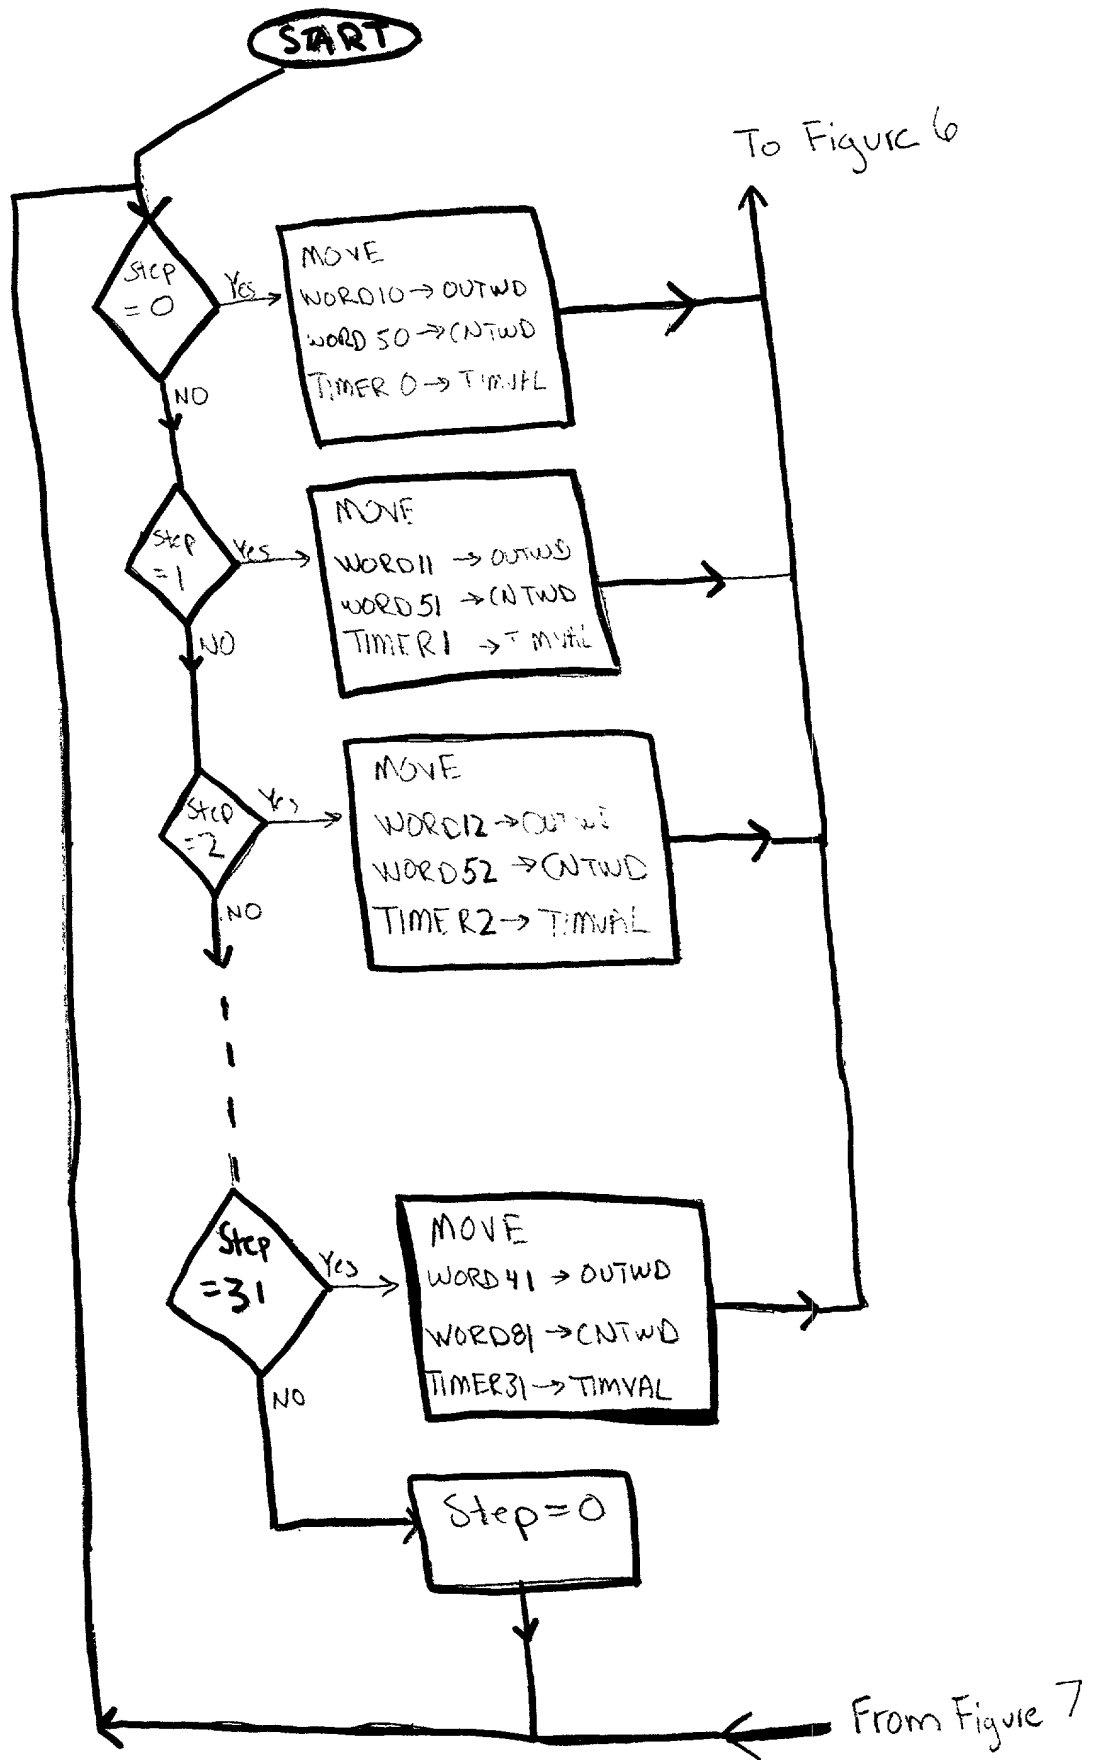 START
To Figure 6
Step
= 0
Yes
MOVE
WORD10 → OUTWD
WORD 50 → CNTWD
TIMER 0 → TIMVAL
NO
Step
= 1
Yes
MOVE
WORD11 → OUTWD
WORD51 → CNTWD
TIMER1 → TIMVAL
NO
Step
=2
Yes
MOVE
WORD12 → OUTWD
WORD52 → CNTWD
TIMER2 → TIMVAL
NO
Step
=31
Yes
MOVE
WORD41 → OUTWD
WORD81 → CNTWD
TIMER31 → TIMVAL
NO
Step=0
From Figure 7